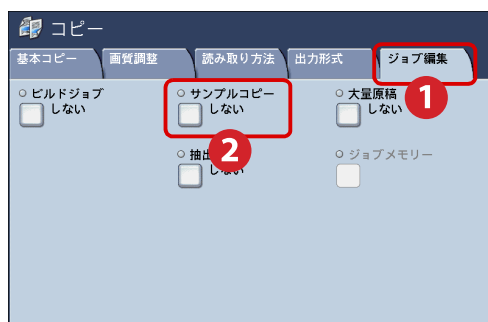 コピー
基本コピー 画質調整 読み取り方法 出力形式 ジョブ編集
ビルドジョブ
しない
サンプルコピー
しない
大量原稿
しない
1
2
抽出
しない
ジョブメモリー